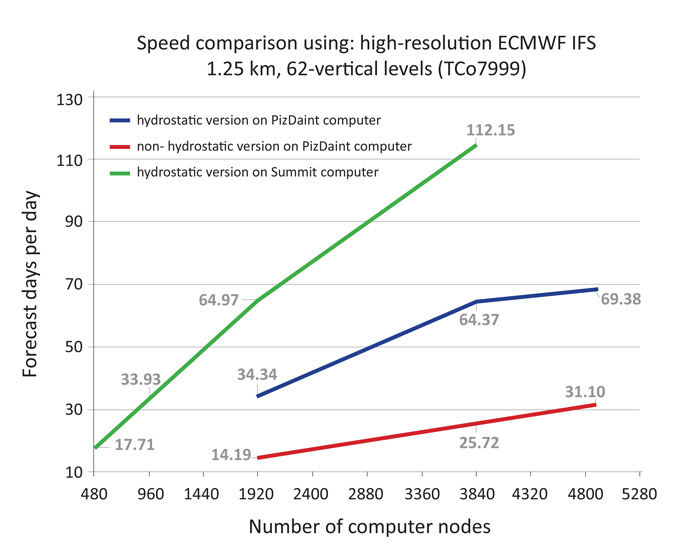 Speed comparison using: high-resolution ECMWF IFS
1.25 km, 62-vertical levels (TCo7999)
130
110
90
70
50
30
10
Forecast days per day
hydrostatic version on PizDaint computer
non- hydrostatic version on PizDaint computer
hydrostatic version on Summit computer
112.15
64.97
69.38
64.37
33.93
34.34
31.10
17.71
14.19
25.72
480 960 1440 1920 2400 2880 3360 3840 4320 4800 5280
Number of computer nodes